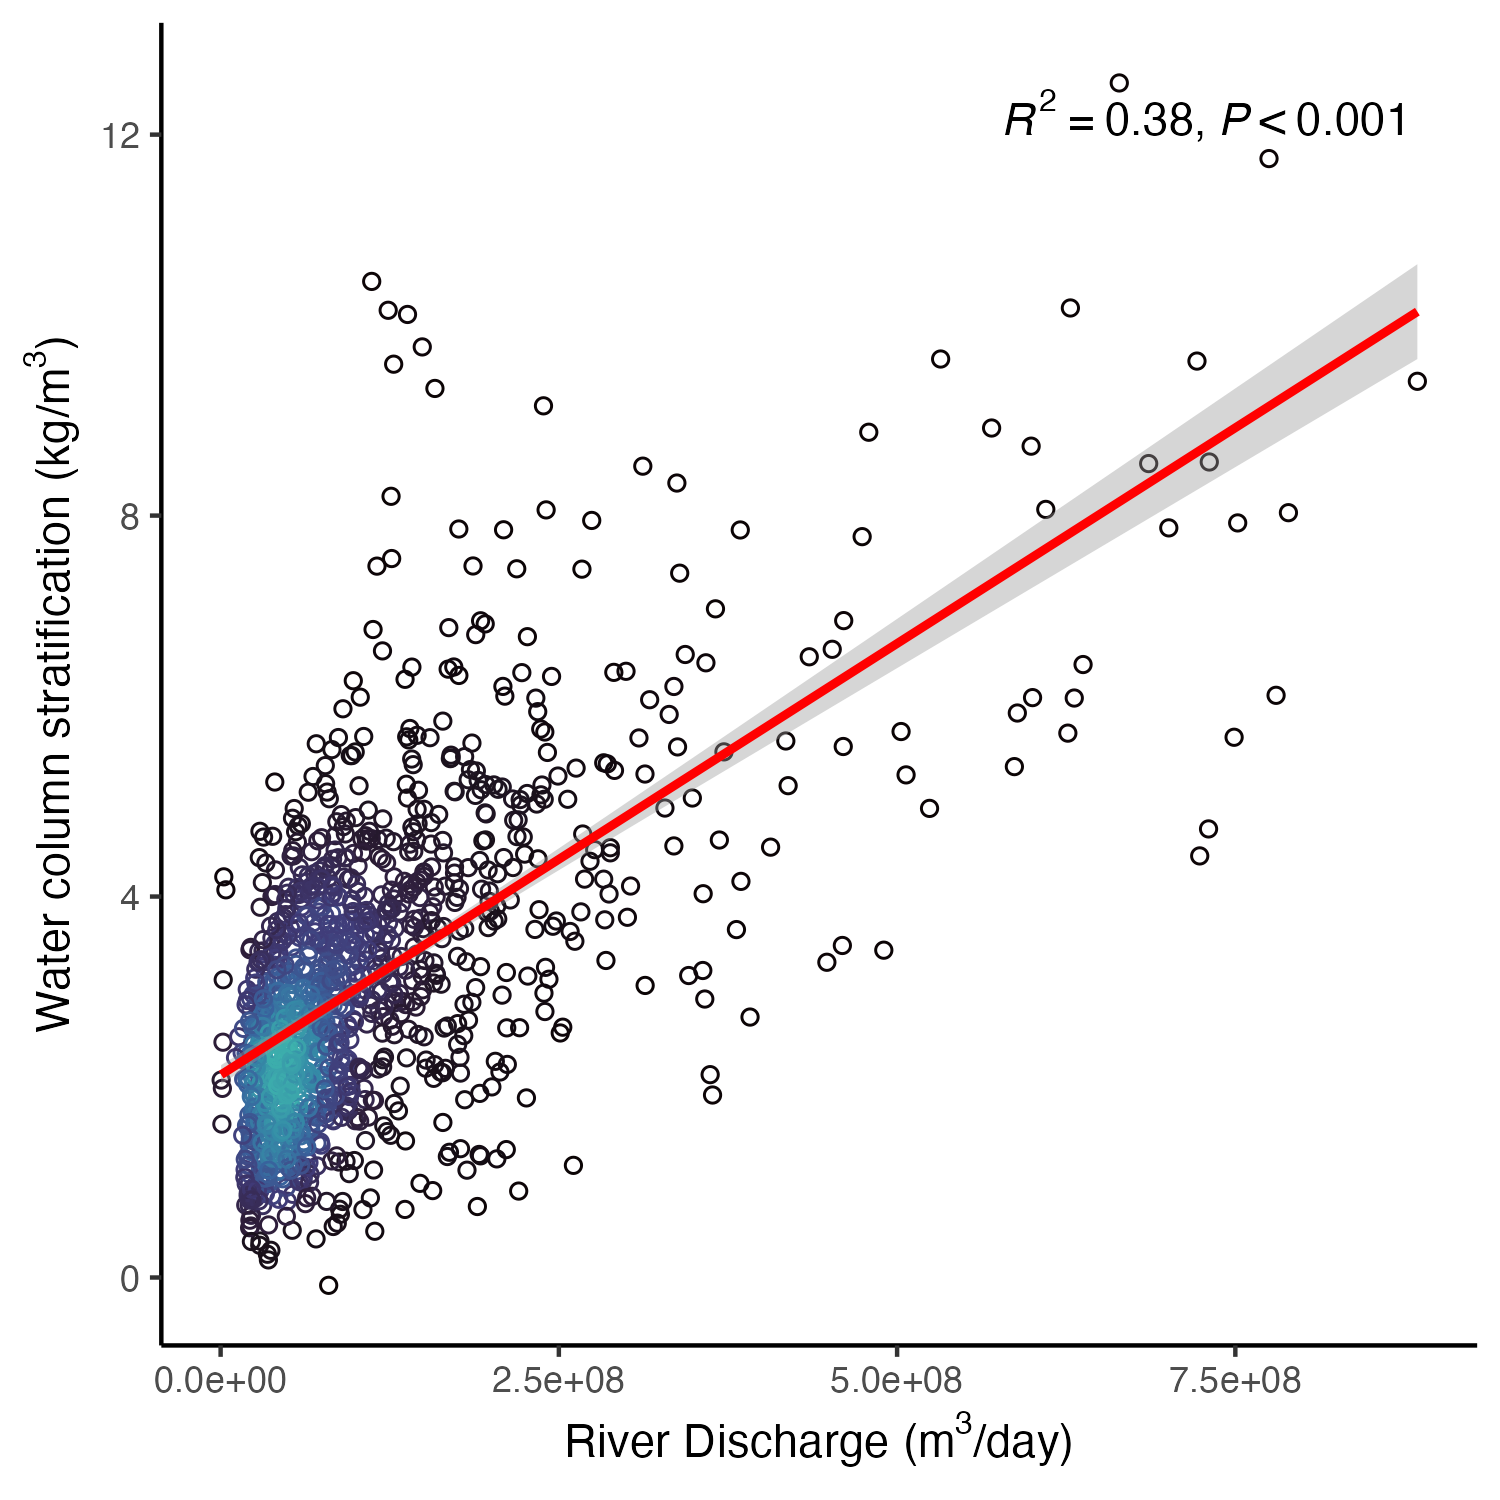 R² = 0.38, P < 0.001
12
8
4
0
Water column stratification (kg/m³)
0.0e+00 2.5e+08 5.0e+08 7.5e+08
River Discharge (m³/day)